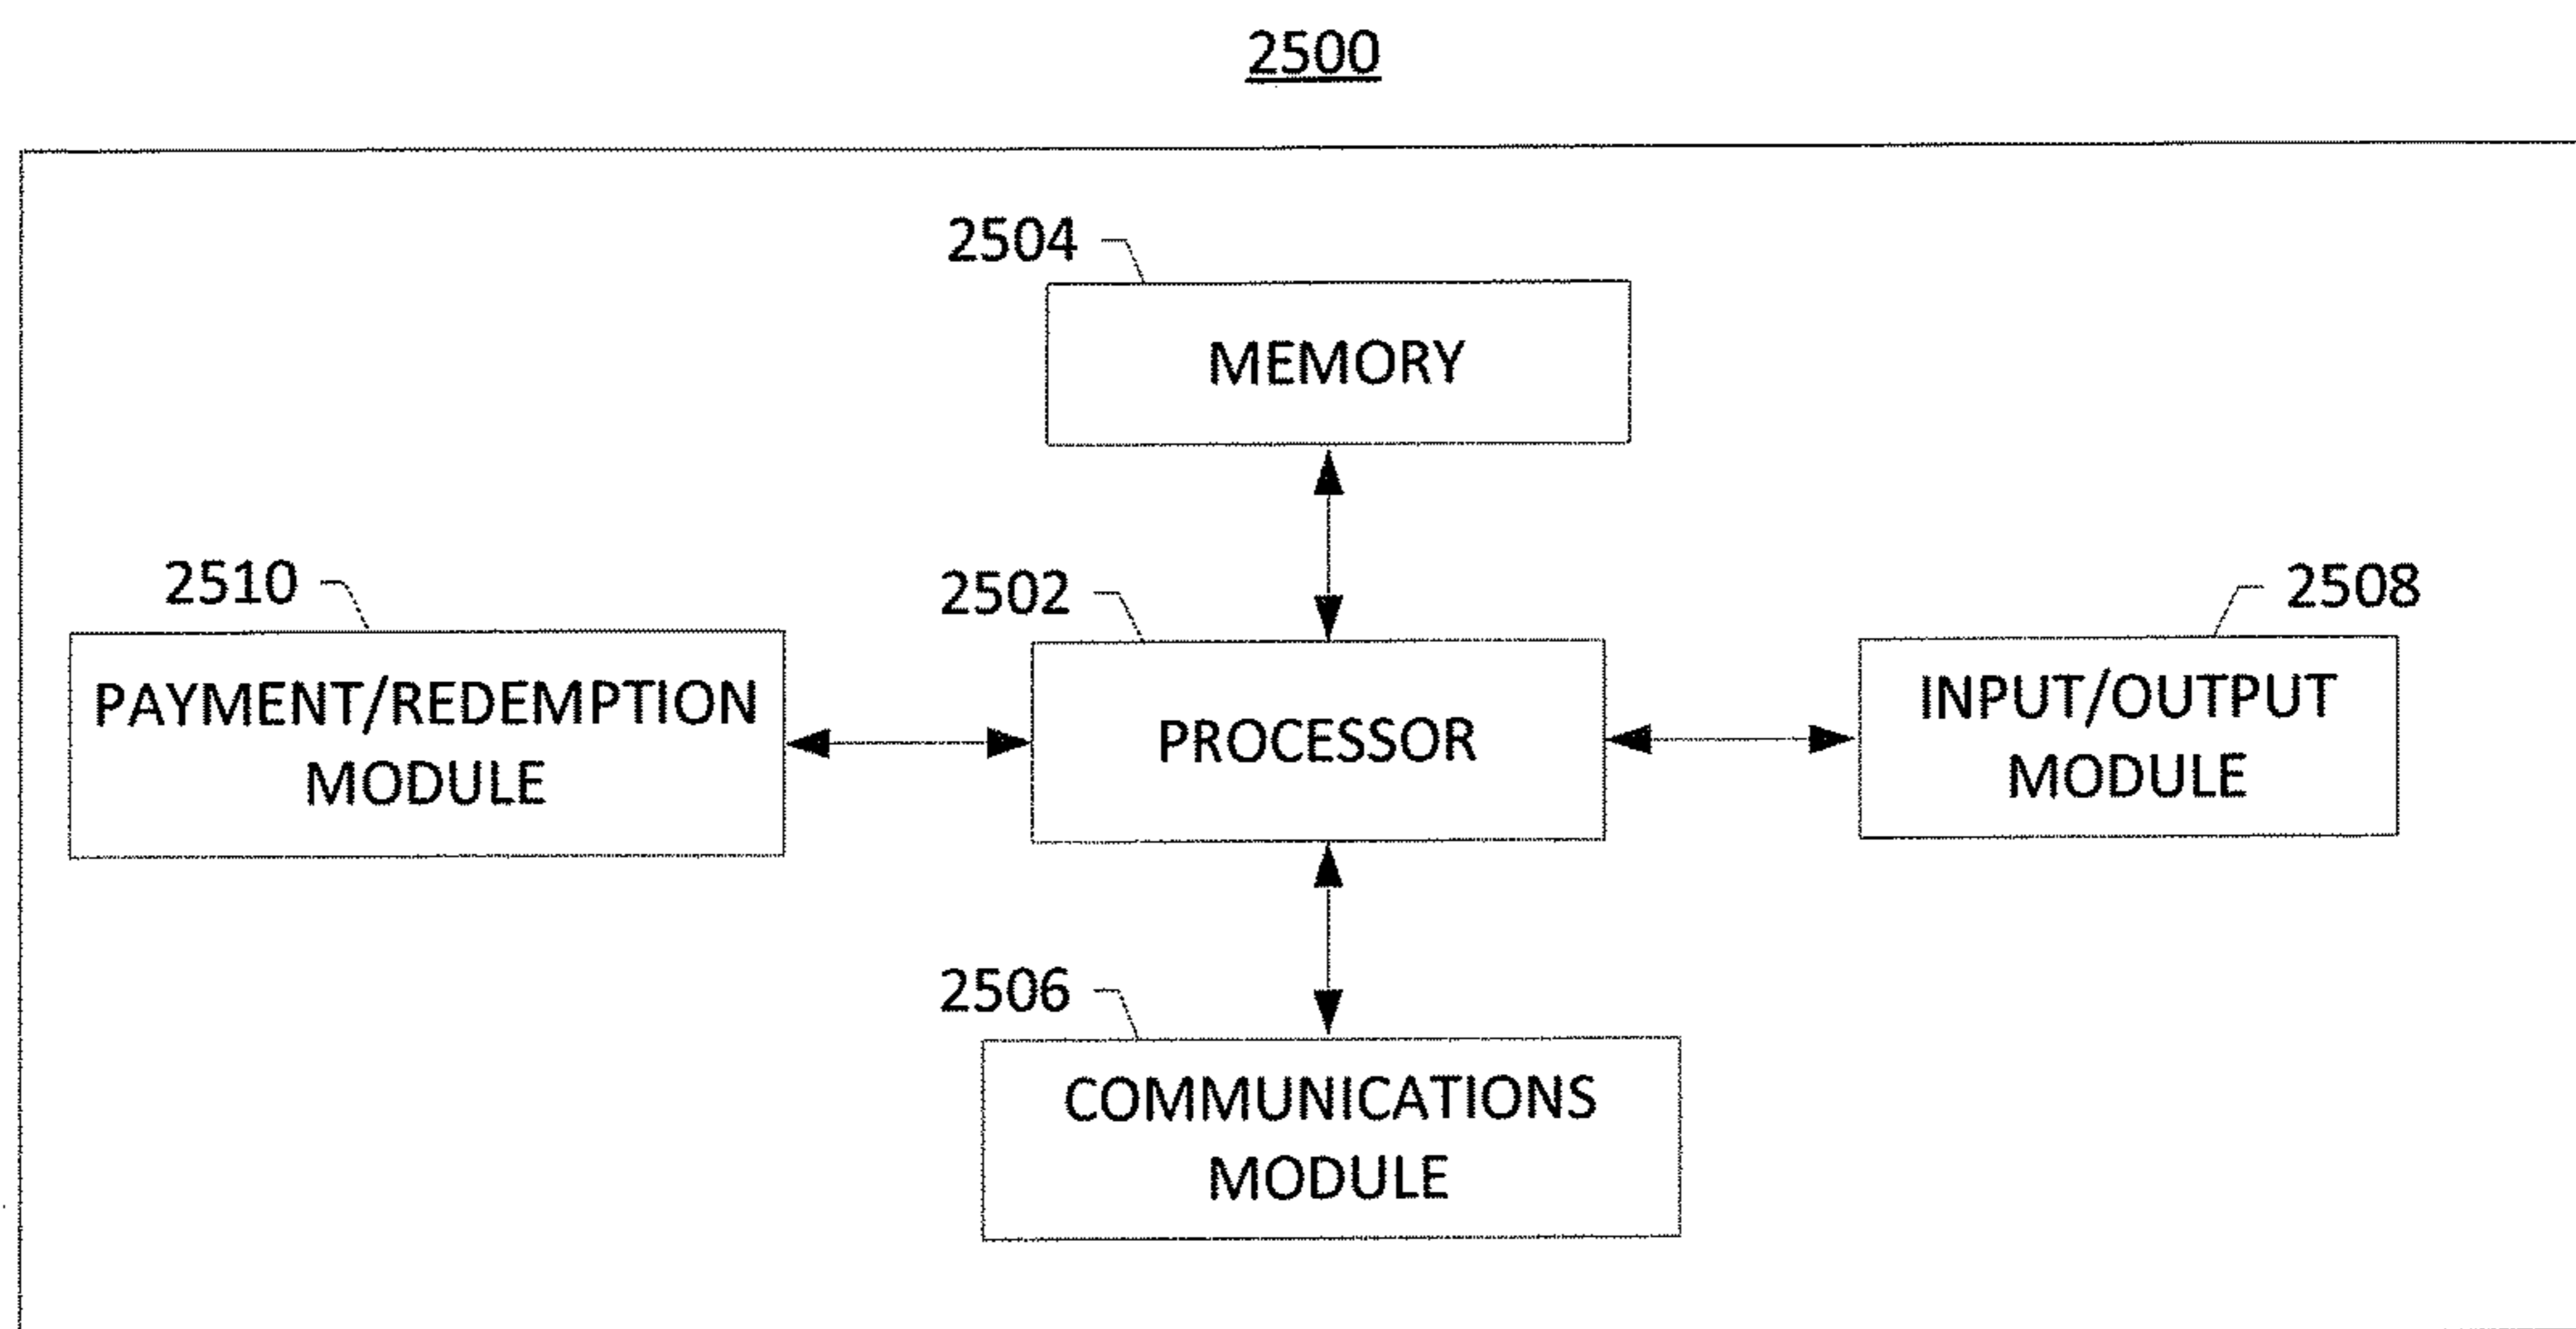 2500
2504
MEMORY
2510
2502
2508
PAYMENT/REDEMPTION
MODULE
PROCESSOR
INPUT/OUTPUT
MODULE
2506
COMMUNICATIONS
MODULE